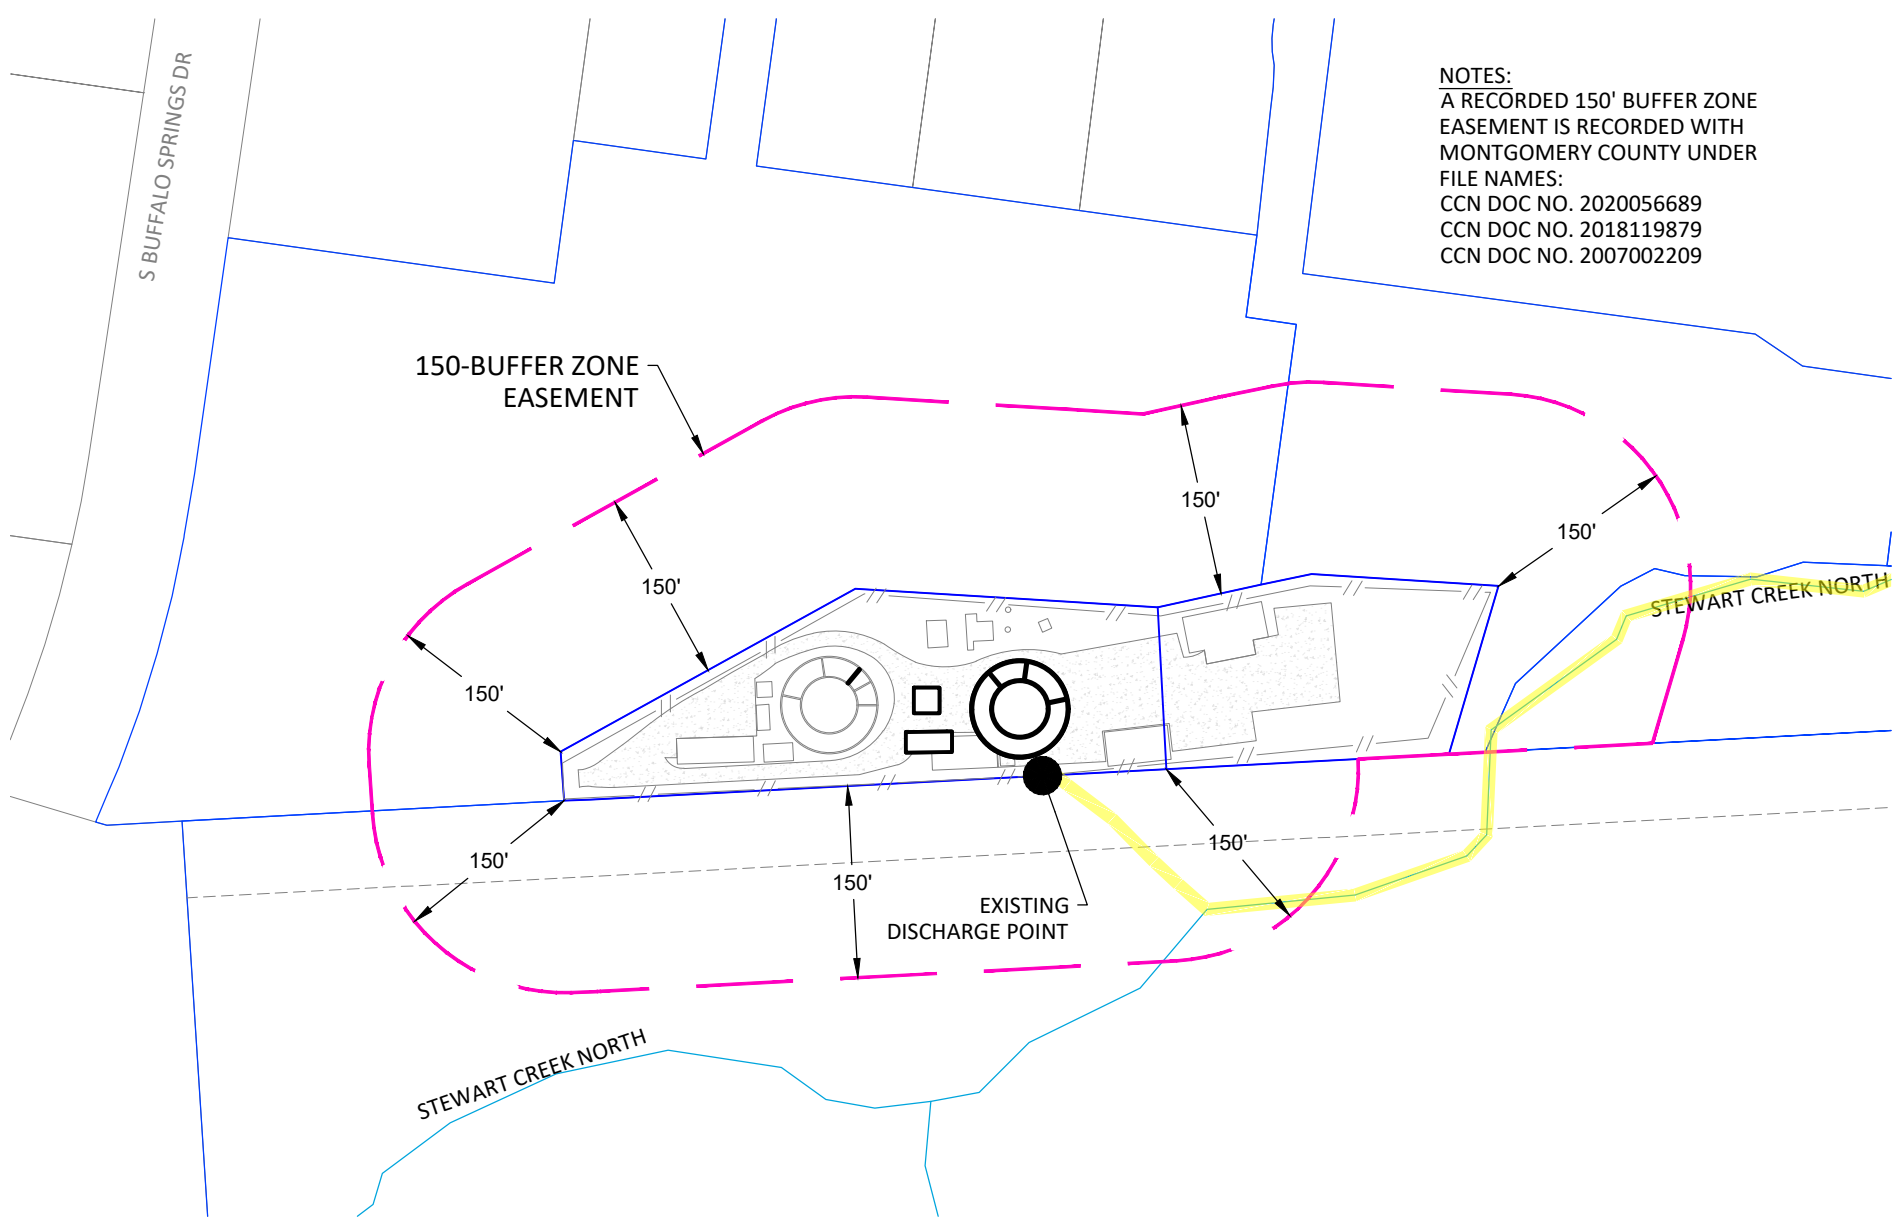 S BUFFALO SPRINGS DR
NOTES:
A RECORDED 150' BUFFER ZONE
EASEMENT IS RECORDED WITH
MONTGOMERY COUNTY UNDER
FILE NAMES:
CCN DOC NO. 2020056689
CCN DOC NO. 2018119879
CCN DOC NO. 2007002209
150-BUFFER ZONE
EASEMENT
150'
150'
150'
150'
STEWART CREEK NORTH
150'
150'
150'
EXISTING
DISCHARGE POINT
150'
STEWART CREEK NORTH